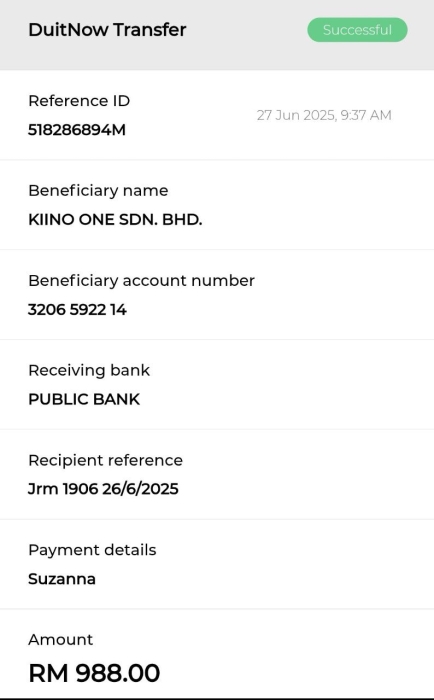 DuitNow Transfer
Successful
Reference ID
27 Jun 2025, 9:37 AM
518286894M
Beneficiary name
KIINO ONE SDN. BHD.
Beneficiary account number
3206 5922 14
Receiving bank
PUBLIC BANK
Recipient reference
Jrm 1906 26/6/2025
Payment details
Suzanna
Amount
RM 988.00